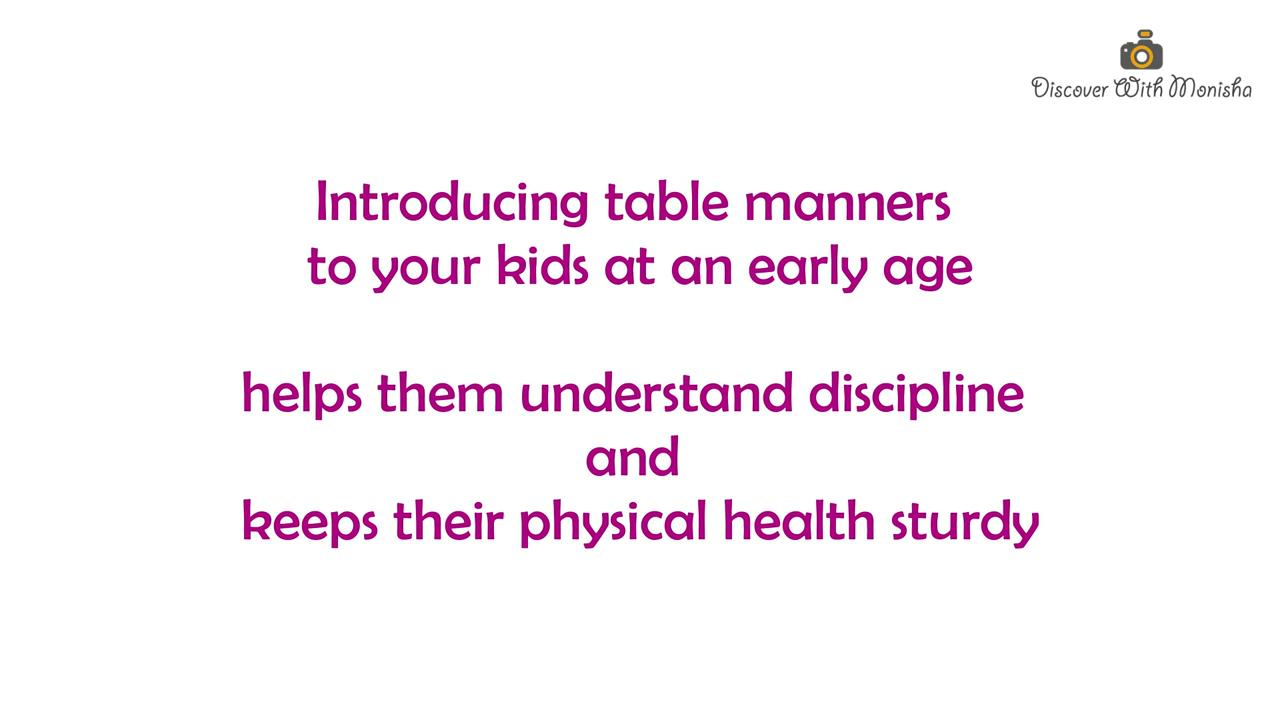 Discover With Monisha
Introducing table manners
to your kids at an early age
helps them understand discipline
and
keeps their physical health sturdy